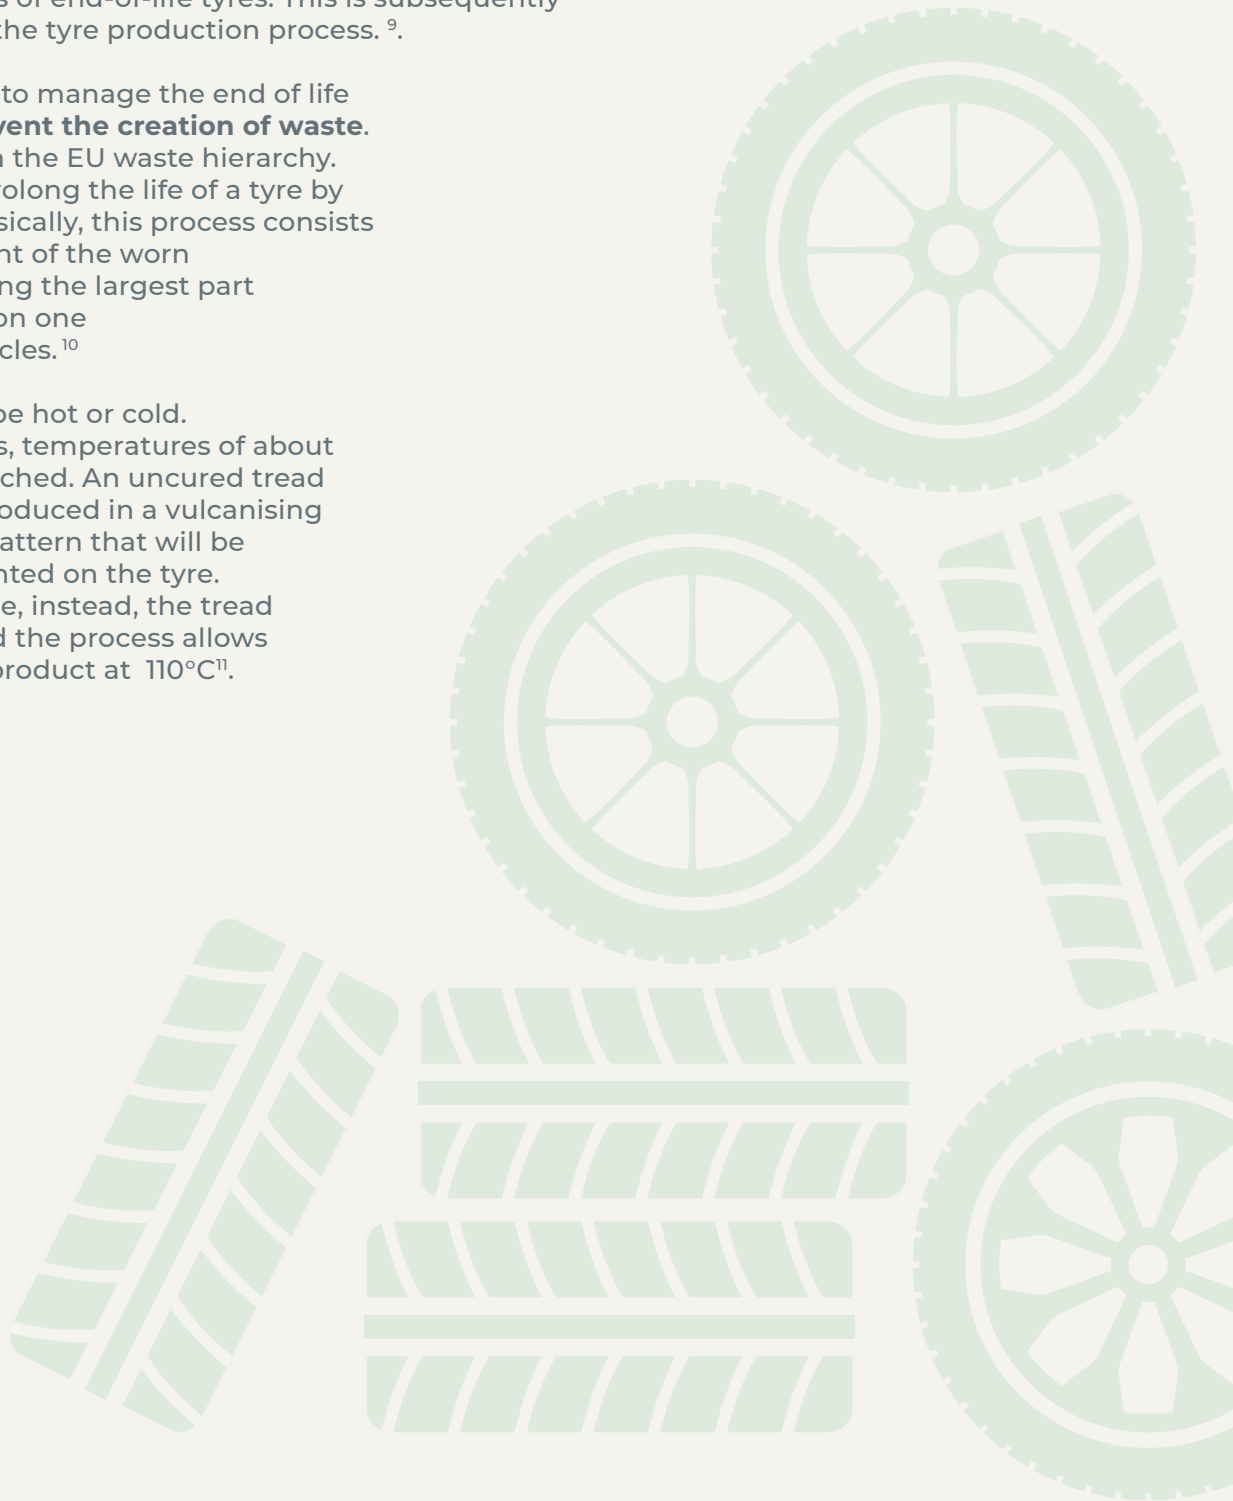 s of end-of-life tyres. This is subsequently
the tyre production process. 9.
to manage the end of life
vent the creation of waste.
the EU waste hierarchy.
rolong the life of a tyre by
sically, this process consists
nt of the worn
ng the largest part
on one
cles. 10
be hot or cold.
s, temperatures of about
ched. An uncured tread
oduced in a vulcanising
attern that will be
nted on the tyre.
e, instead, the tread
d the process allows
product at 110°C11.